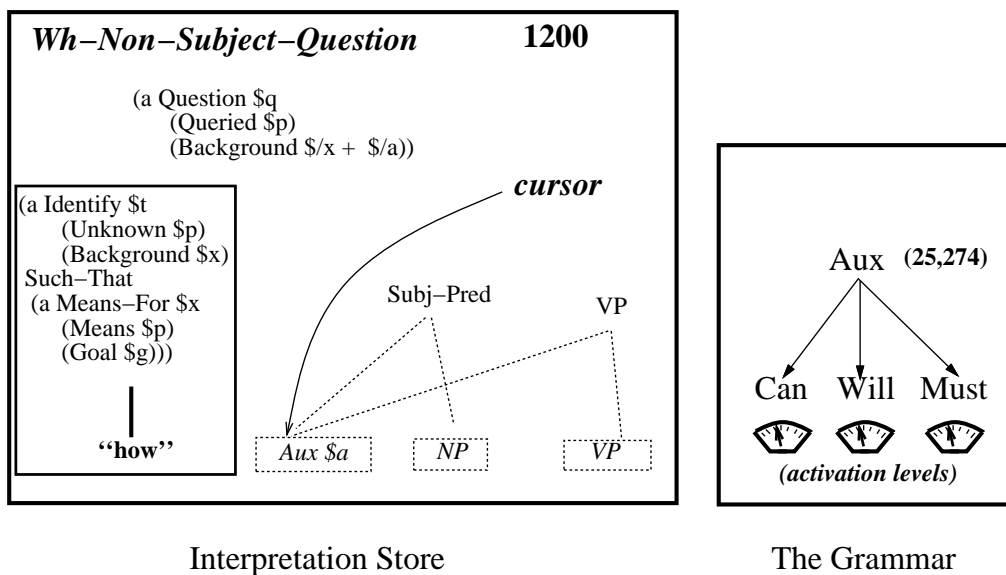 Wh–Non–Subject–Question 1200
(a Question $q
(Queried $p)
(Background $/x + $/a))
(a Identify $t
(Unknown $p)
(Background $x)
Such–That
(a Means–For $x
(Means $p)
(Goal $g)))
“how”
cursor
Subj–Pred
VP
Aux $a
NP
VP
Interpretation Store
Aux (25,274)
Can Will Must
(activation levels)
The Grammar